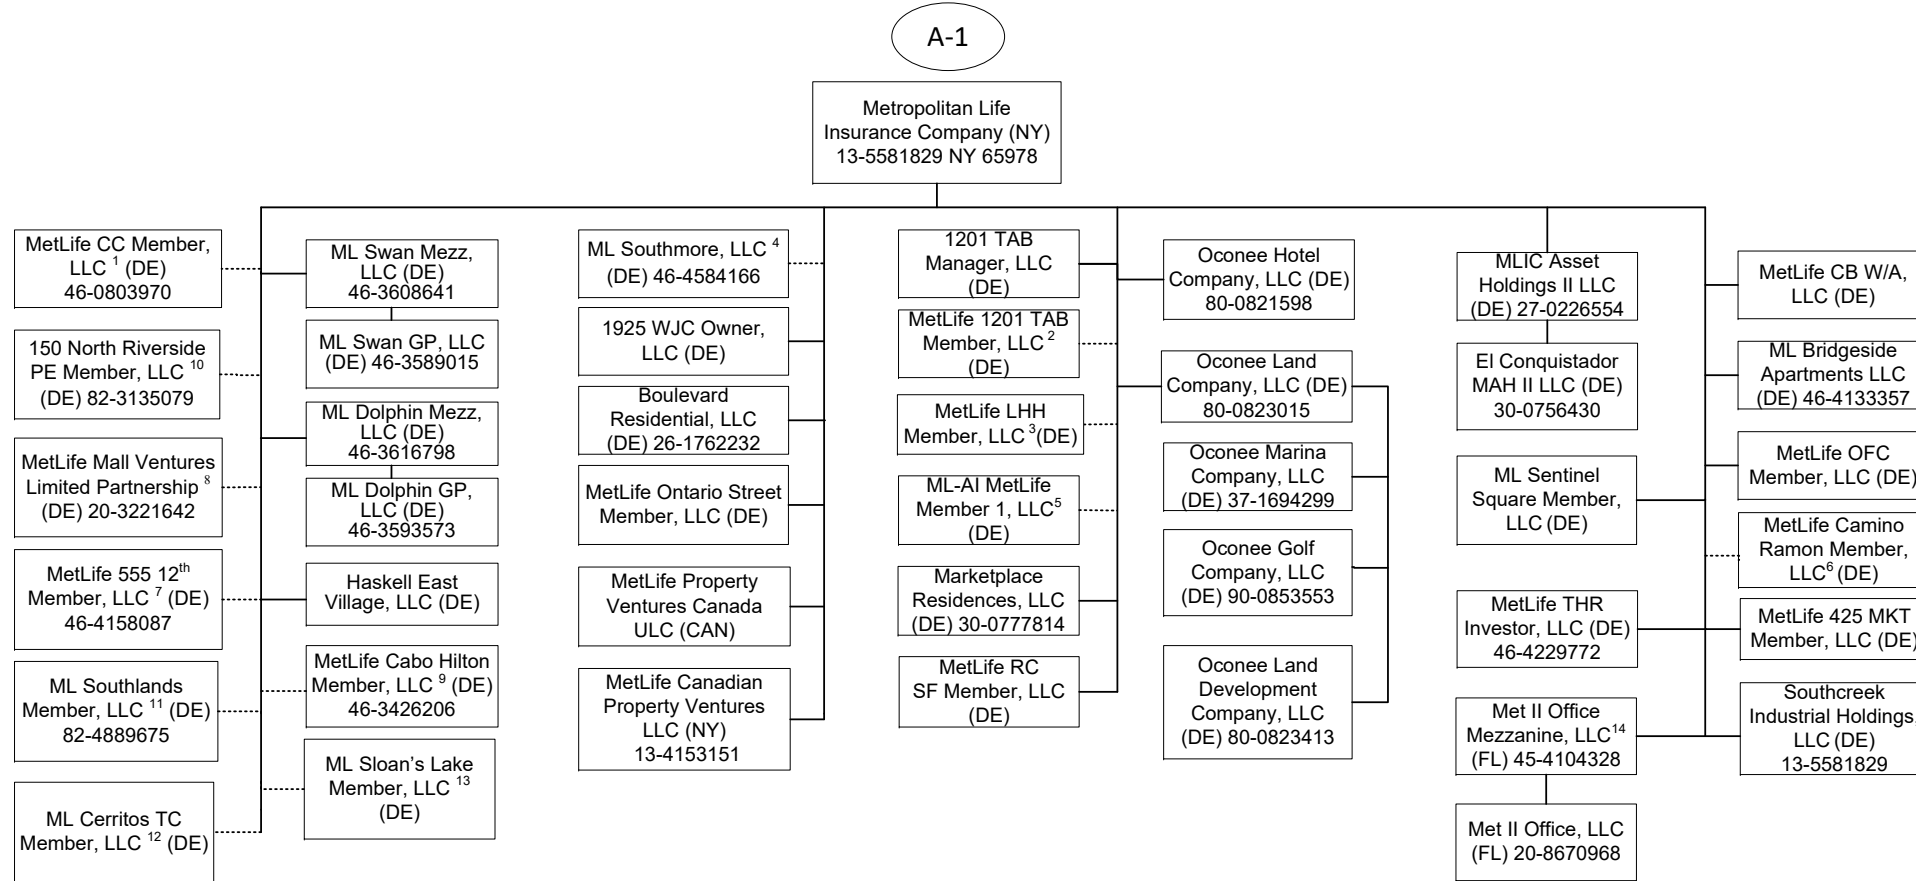 A-1
Metropolitan Life
Insurance Company (NY)
13-5581829 NY 65978
MetLife CC Member,
LLC 1 (DE)
46-0803970
150 North Riverside
PE Member, LLC 10
(DE) 82-3135079
MetLife Mall Ventures
Limited Partnership 8
(DE) 20-3221642
MetLife 555 12th
Member, LLC 7 (DE)
46-4158087
ML Southlands
Member, LLC 11 (DE)
82-4889675
ML Cerritos TC
Member, LLC 12 (DE)
ML Swan Mezz,
LLC (DE)
46-3608641
ML Swan GP, LLC
(DE) 46-3589015
ML Dolphin Mezz,
LLC (DE)
46-3616798
ML Dolphin GP,
LLC (DE)
46-3593573
Haskell East
Village, LLC (DE)
MetLife Cabo Hilton
Member, LLC 9 (DE)
46-3426206
ML Sloan’s Lake
Member, LLC 13
(DE)
ML Southmore, LLC 4
(DE) 46-4584166
1925 WJC Owner,
LLC (DE)
Boulevard
Residential, LLC
(DE) 26-1762232
MetLife Ontario Street
Member, LLC (DE)
MetLife Property
Ventures Canada
ULC (CAN)
MetLife Canadian
Property Ventures
LLC (NY)
13-4153151
1201 TAB
Manager, LLC
(DE)
MetLife 1201 TAB
Member, LLC 2
(DE)
MetLife LHH
Member, LLC 3(DE)
ML-AI MetLife
Member 1, LLC5
(DE)
Marketplace
Residences, LLC
(DE) 30-0777814
MetLife RC
SF Member, LLC
(DE)
Oconee Hotel
Company, LLC (DE)
80-0821598
Oconee Land
Company, LLC (DE)
80-0823015
Oconee Marina
Company, LLC
(DE) 37-1694299
Oconee Golf
Company, LLC
(DE) 90-0853553
Oconee Land
Development
Company, LLC
(DE) 80-0823413
MLIC Asset
Holdings II LLC
(DE) 27-0226554
El Conquistador
MAH II LLC (DE)
30-0756430
ML Sentinel
Square Member,
LLC (DE)
MetLife THR
Investor, LLC (DE)
46-4229772
Met II Office
Mezzanine, LLC14
(FL) 45-4104328
Met II Office, LLC
(FL) 20-8670968
MetLife CB W/A,
LLC (DE)
ML Bridgeside
Apartments LLC
(DE) 46-4133357
MetLife OFC
Member, LLC (DE)
MetLife Camino
Ramon Member,
LLC6 (DE)
MetLife 425 MKT
Member, LLC (DE)
Southcreek
Industrial Holdings,
LLC (DE)
13-5581829